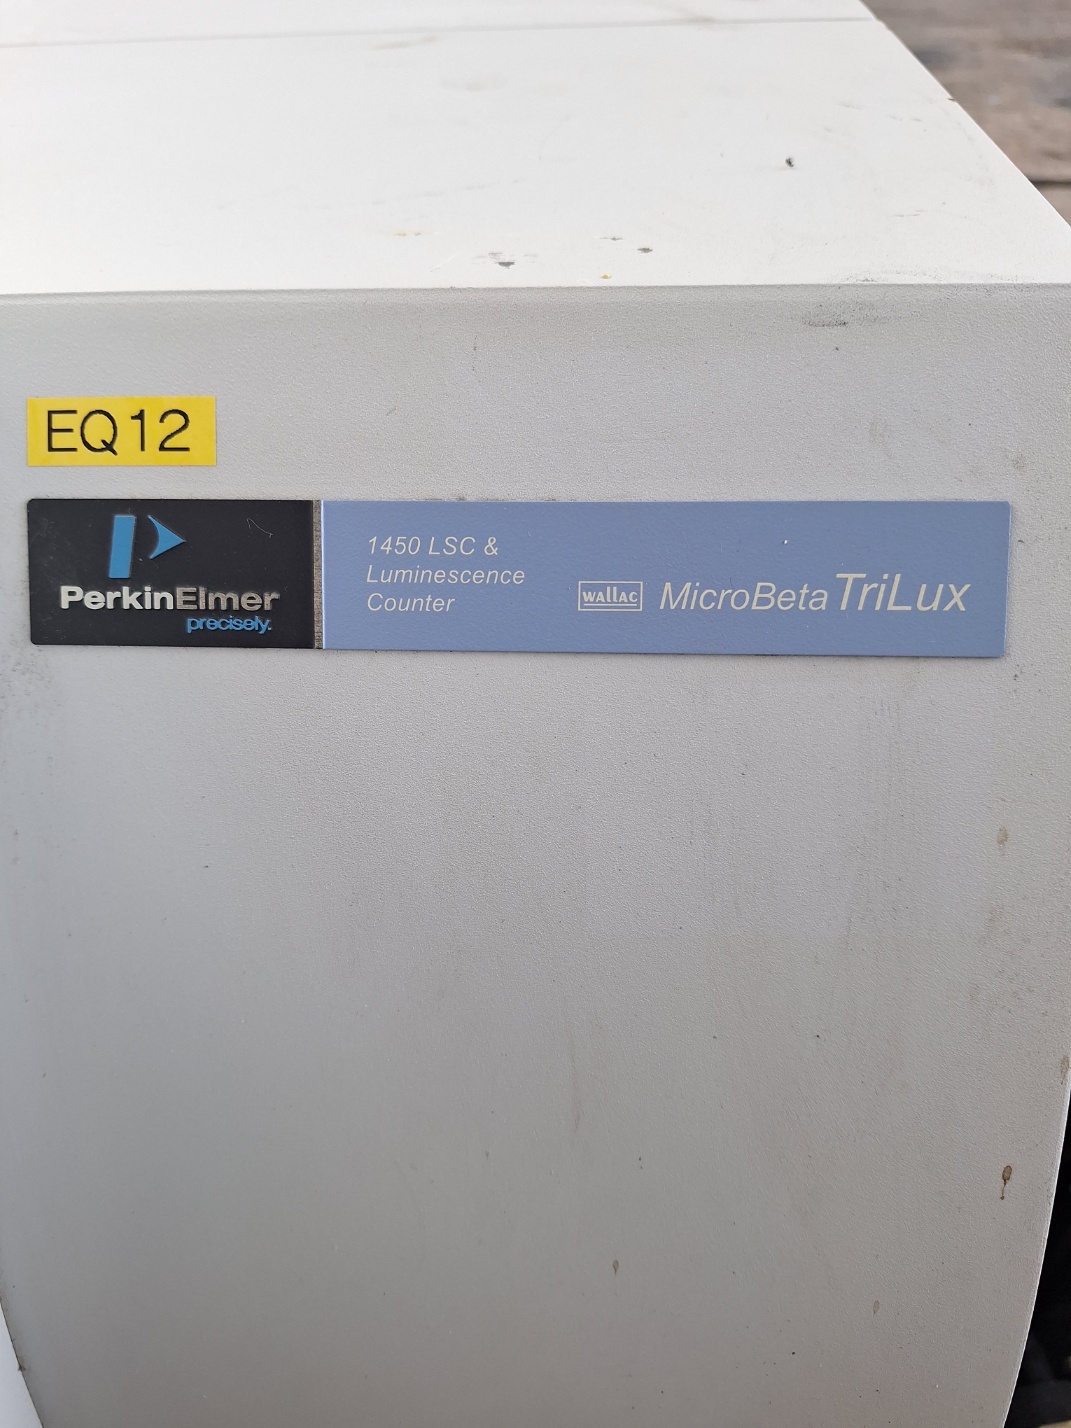 EQ12
PerkinElmer
precisely.
1450 LSC &
Luminescence
Counter
WALLAC MicroBeta TriLux